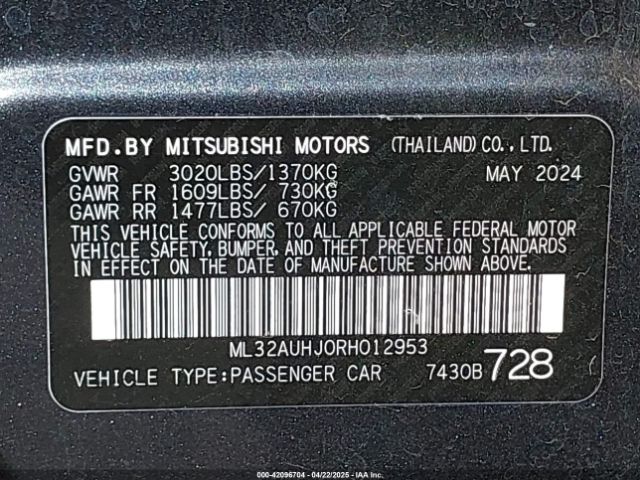 MFD.BY MITSUBISHI MOTORS (THAILAND)CO.,LTD.
GVWR 3020LBS/1370KG MAY 2024
GAWR FR 1609LBS/ 730KG
GAWR RR 1477LBS/ 670KG
THIS VEHICLE CONFORMS TO ALL APPLICABLE FEDERAL MOTOR
VEHICLE SAFETY, BUMPER, AND THEFT PREVENTION STANDARDS
IN EFFECT ON THE DATE OF MANUFACTURE SHOWN ABOVE.
ML32AUHJ0RH012953
VEHICLE TYPE:PASSENGER CAR 7430B 728
000-42096704 - 04/22/2025 - IAA Inc.